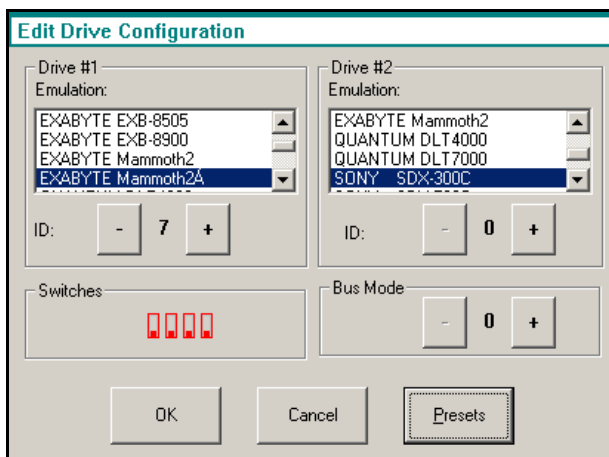 Edit Drive Configuration
Drive #1
Emulation:
EXABYTE EXB-8505
EXABYTE EXB-8900
EXABYTE Mammoth2
EXABYTE Mammoth2Á
ID:
- 7 +
Drive #2
Emulation:
EXABYTE Mammoth2
QUANTUM DLT4000
QUANTUM DLT7000
SONY SDX-300C
ID:
- 0 +
Switches
Bus Mode
- 0 +
OK
Cancel
Presets